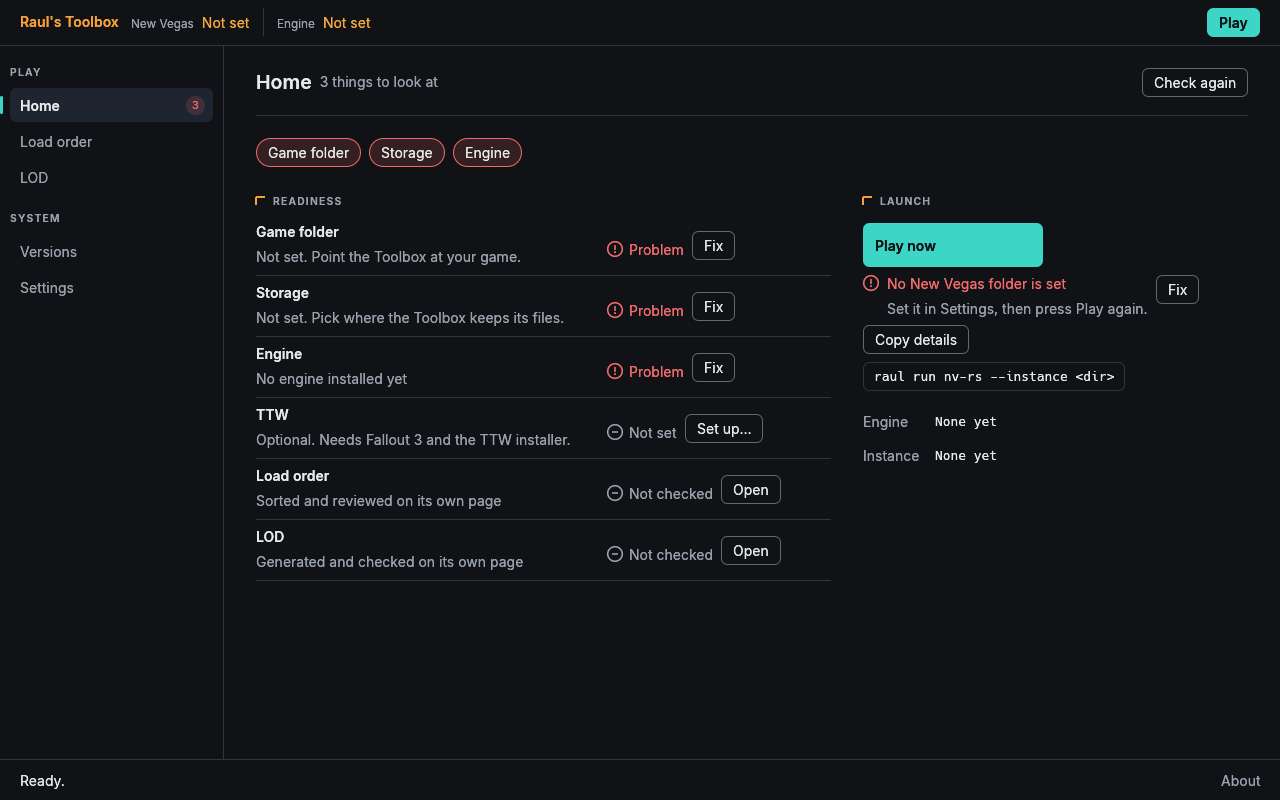 Raul's Toolbox New Vegas Not set Engine Not set Play
PLAY
Home 3
Load order
LOD
SYSTEM
Versions
Settings
Home 3 things to look at Check again
Game folder Storage Engine
READINESS
Game folder
Not set. Point the Toolbox at your game.
Problem Fix
Storage
Not set. Pick where the Toolbox keeps its files.
Problem Fix
Engine
No engine installed yet
Problem Fix
TTW
Optional. Needs Fallout 3 and the TTW installer.
Not set Set up...
Load order
Sorted and reviewed on its own page
Not checked Open
LOD
Generated and checked on its own page
Not checked Open
LAUNCH
Play now
No New Vegas folder is set
Set it in Settings, then press Play again.
Fix
Copy details
raul run nv-rs --instance <dir>
Engine None yet
Instance None yet
Ready. About